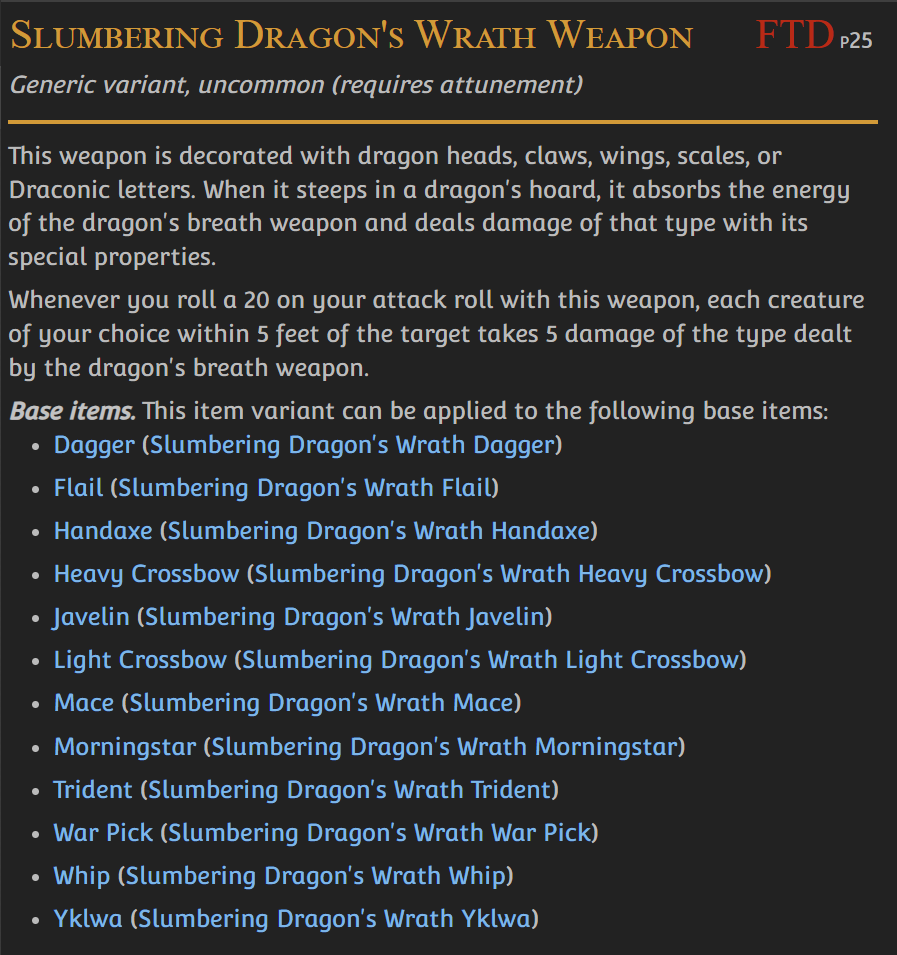 Slumbering Dragon's Wrath Weapon FTD P25
Generic variant, uncommon (requires attunement)
This weapon is decorated with dragon heads, claws, wings, scales, or
Draconic letters. When it steeps in a dragon's hoard, it absorbs the energy
of the dragon's breath weapon and deals damage of that type with its
special properties.
Whenever you roll a 20 on your attack roll with this weapon, each creature
of your choice within 5 feet of the target takes 5 damage of the type dealt
by the dragon's breath weapon.
Base items. This item variant can be applied to the following base items:
• Dagger (Slumbering Dragon's Wrath Dagger)
• Flail (Slumbering Dragon's Wrath Flail)
• Handaxe (Slumbering Dragon's Wrath Handaxe)
• Heavy Crossbow (Slumbering Dragon's Wrath Heavy Crossbow)
• Javelin (Slumbering Dragon's Wrath Javelin)
• Light Crossbow (Slumbering Dragon's Wrath Light Crossbow)
• Mace (Slumbering Dragon's Wrath Mace)
• Morningstar (Slumbering Dragon's Wrath Morningstar)
• Trident (Slumbering Dragon's Wrath Trident)
• War Pick (Slumbering Dragon's Wrath War Pick)
• Whip (Slumbering Dragon's Wrath Whip)
• Yklwa (Slumbering Dragon's Wrath Yklwa)